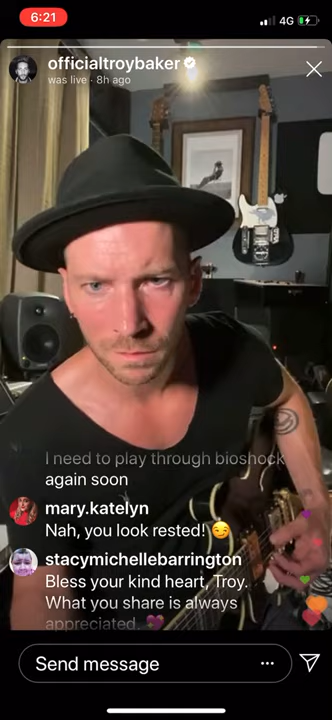 6:21
4G
officialtroybaker
was live · 8h ago
I need to play through bioshock
again soon
mary.katelyn
Nah, you look rested! 😏
stacymichellebarrington
Bless your kind heart, Troy.
What you share is always
appreciated. 💜
Send message